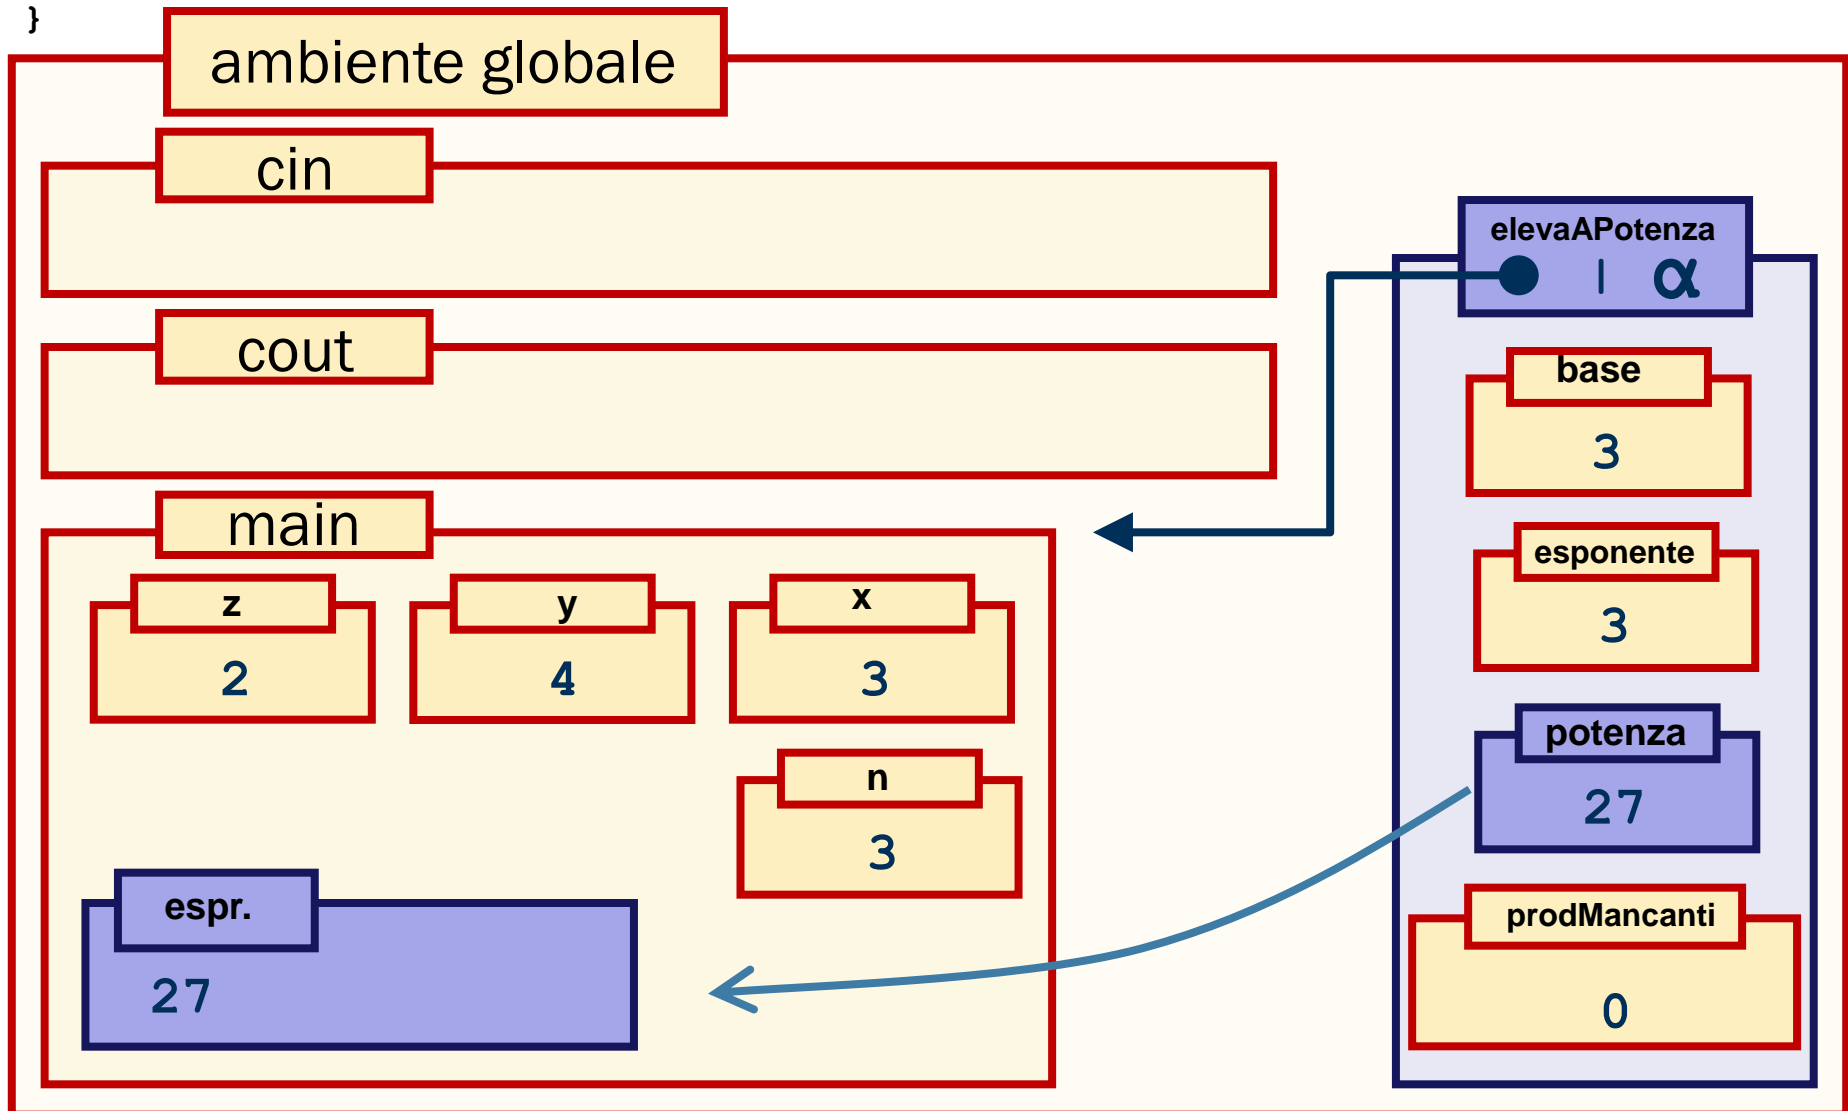 }
ambiente globale
cin
cout
main
z
2
y
4
x
3
n
3
espr.
27
elevaAPotenza
| α
base
3
esponente
3
potenza
27
prodMancanti
0